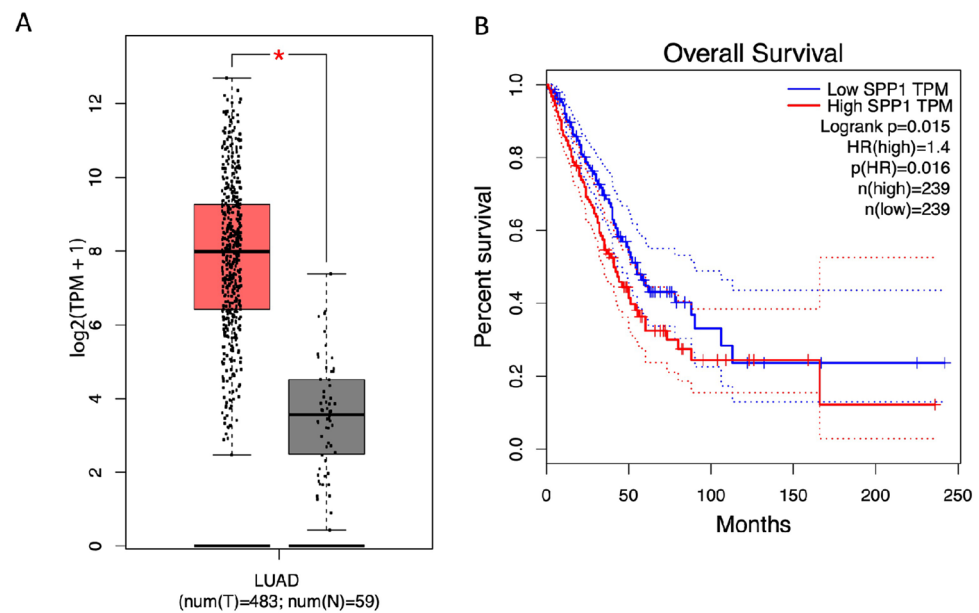 A
*
log2(TPM + 1)
12
10
8
6
4
2
0
LUAD
(num(T)=483; num(N)=59)
B
Overall Survival
Low SPP1 TPM
High SPP1 TPM
Logrank p=0.015
HR(high)=1.4
p(HR)=0.016
n(high)=239
n(low)=239
Percent survival
1.0
0.8
0.6
0.4
0.2
0.0
0 50 100 150 200 250
Months